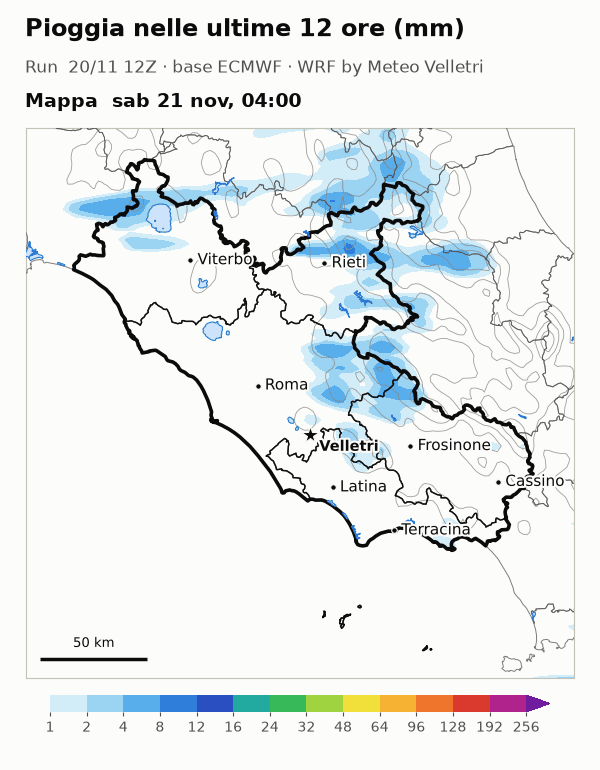 Pioggia nelle ultime 12 ore (mm)
Run 20/11 12Z · base ECMWF · WRF by Meteo Velletri
Mappa sab 21 nov, 04:00
Viterbo
Rieti
Roma
Velletri
Frosinone
Latina
Cassino
Terracina
50 km
1 2 4 8 12 16 24 32 48 64 96 128 192 256